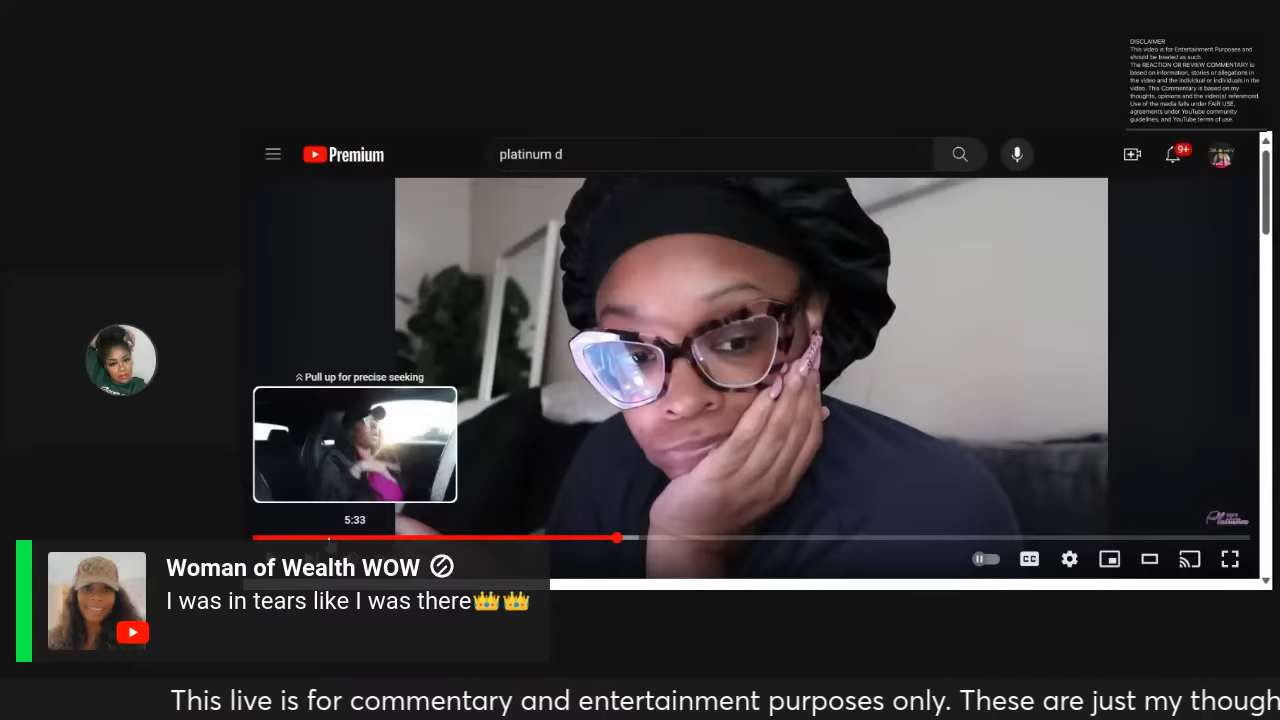 DISCLAIMER
This video is for Entertainment Purposes and
should be treated as such.
The REACTION OR REVIEW COMMENTARY is
based on information, stories or allegations in
the video and the individual or individuals in the
video. This Commentary is based on my
thoughts, opinions and the video(s) referenced.
Use of the media falls under FAIR USE,
agreements under YouTube community
guidelines, and YouTube terms of use.
Premium
platinum d
9+
Pull up for precise seeking
5:33
CC
Woman of Wealth WOW
I was in tears like I was there👑👑
This live is for commentary and entertainment purposes only. These are just my though